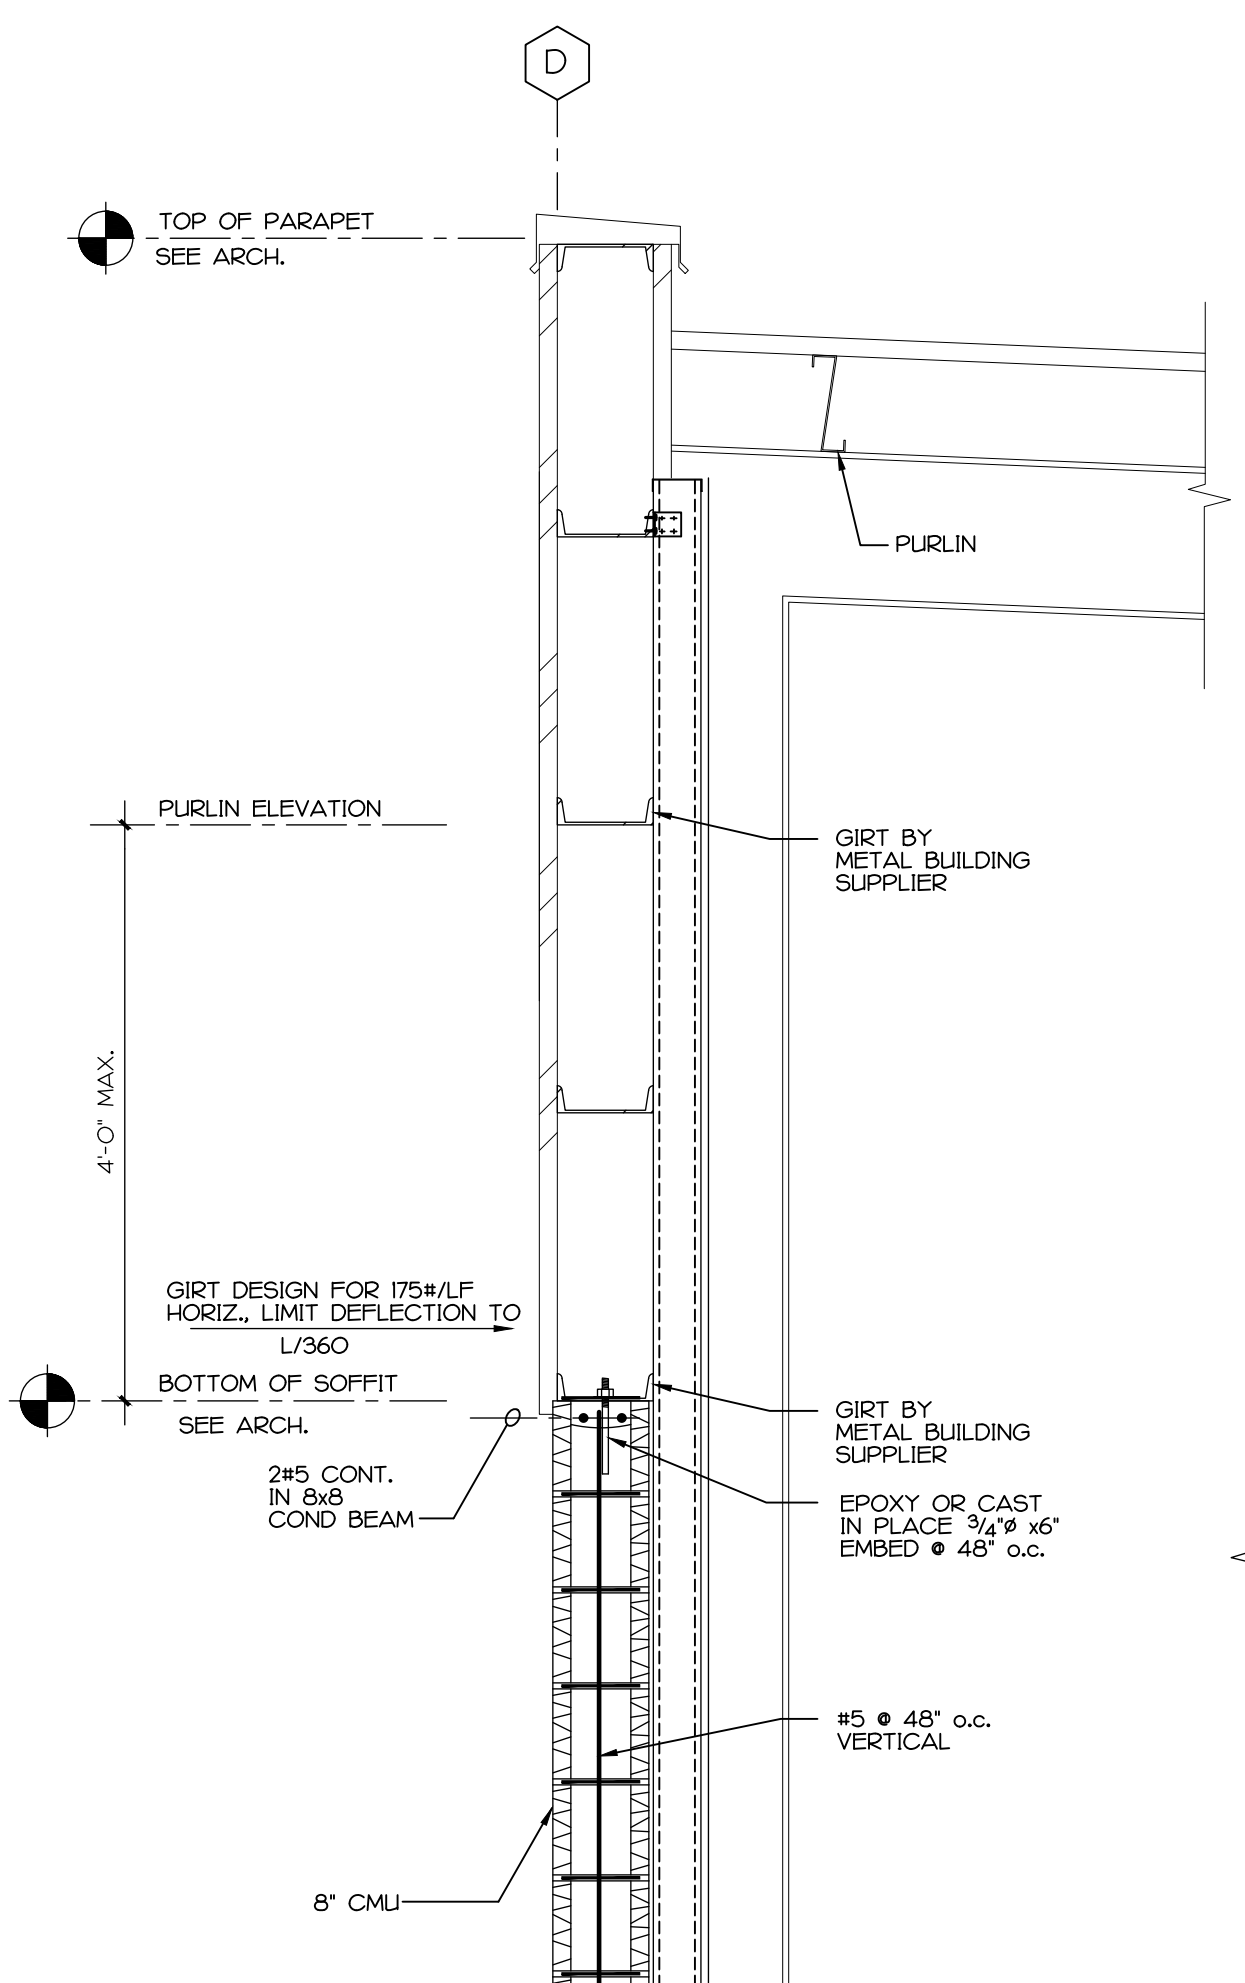 D
TOP OF PARAPET
SEE ARCH.
PURLIN
PURLIN ELEVATION
GIRT BY
METAL BUILDING
SUPPLIER
4'-0" MAX.
GIRT DESIGN FOR 175#/LF
HORIZ., LIMIT DEFLECTION TO
L/360
BOTTOM OF SOFFIT
SEE ARCH.
GIRT BY
METAL BUILDING
SUPPLIER
2#5 CONT.
IN 8x8
COND BEAM
EPOXY OR CAST
IN PLACE 3/4"Ø x6"
EMBED @ 48" o.c.
#5 @ 48" o.c.
VERTICAL
8" CMU